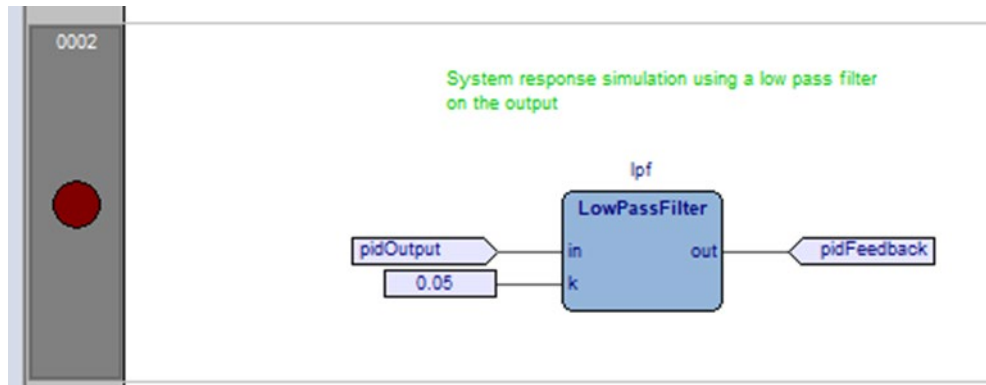 0002
System response simulation using a low pass filter
on the output
lpf
LowPassFilter
pidOutput in out pidFeedback
0.05 k